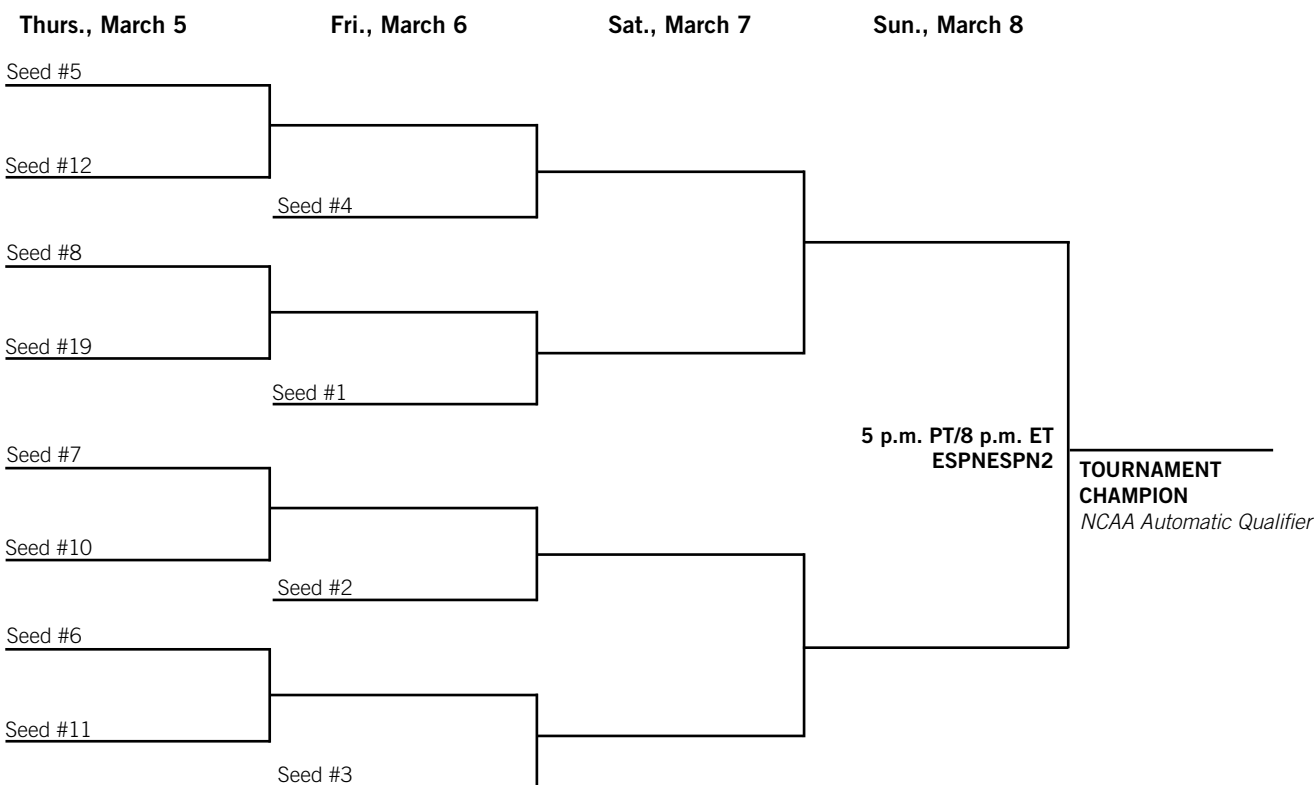 Thurs., March 5 Fri., March 6 Sat., March 7 Sun., March 8
Seed #5
Seed #12
Seed #4
Seed #8
Seed #19
Seed #1
5 p.m. PT/8 p.m. ET
ESPNESPN2
TOURNAMENT
CHAMPION
NCAA Automatic Qualifier
Seed #7
Seed #10
Seed #2
Seed #6
Seed #11
Seed #3